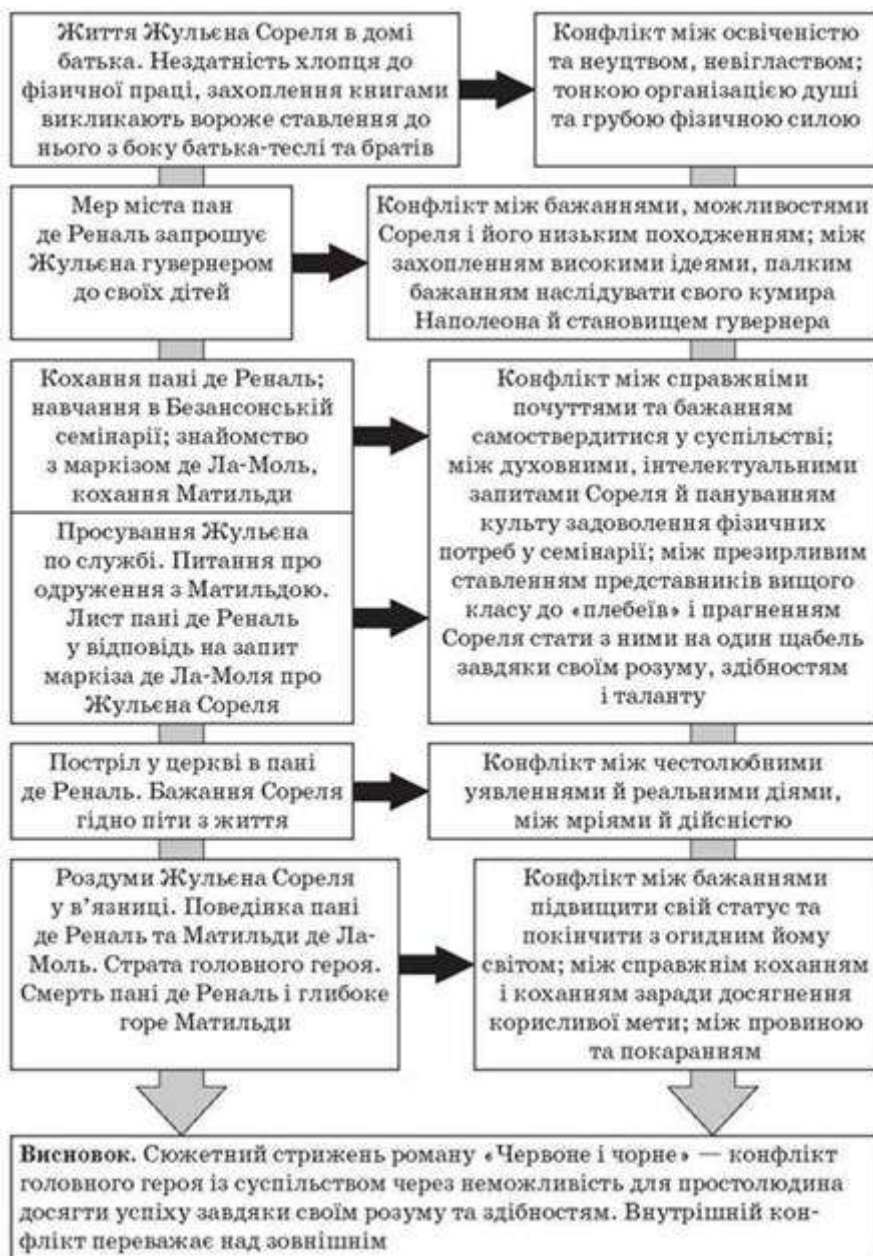 Життя Жульєна Сореля в домі
батька. Нездатність хлопця до
фізичної праці, захоплення книгами
викликають вороже ставлення до
нього з боку батька-теслі та братів
Конфлікт між освіченістю
та неуцтвом, невіглаством;
тонкою організацією душі
та грубою фізичною силою
Мер міста пан
де Реналь запрошує
Жульєна гувернером
до своїх дітей
Конфлікт між бажаннями, можливостями
Сореля і його низьким походженням; між
захопленням високими ідеями, палким
бажанням наслідувати свого кумира
Наполеона й становищем гувернера
Кохання пані де Реналь;
навчання в Безансонській
семінарії; знайомство
з маркізом де Ла-Моль,
кохання Матильди
Просування Жульєна
по службі. Питання про
одруження з Матильдою.
Лист пані де Реналь
у відповідь на запит
маркіза де Ла-Моля про
Жульєна Сореля
Конфлікт між справжніми
почуттями та бажанням
самоствердитися у суспільстві;
між духовними, інтелектуальними
запитами Сореля й пануванням
культу задоволення фізичних
потреб у семінарії; між презирливим
ставленням представників вищого
класу до «плебеїв» і прагненням
Сореля стати з ними на один щабель
завдяки своїм розуму, здібностям
і таланту
Постріл у церкві в пані
де Реналь. Бажання Сореля
гідно піти з життя
Конфлікт між честолюбними
уявленнями й реальними діями,
між мріями й дійсністю
Роздуми Жульєна Сореля
у в’язниці. Поведінка пані
де Реналь та Матильди де Ла-
Моль. Страта головного героя.
Смерть пані де Реналь і глибоке
горе Матильди
Конфлікт між бажаннями
підвищити свій статус та
покінчити з огидним йому
світом; між справжнім коханням
і коханням заради досягнення
корисливої мети; між провиною
та покаранням
Висновок. Сюжетний стрижень роману «Червоне і чорне» — конфлікт
головного героя із суспільством через неможливість для простолюдина
досягти успіху завдяки своїм розуму та здібностям. Внутрішній кон-
флікт переважає над зовнішнім